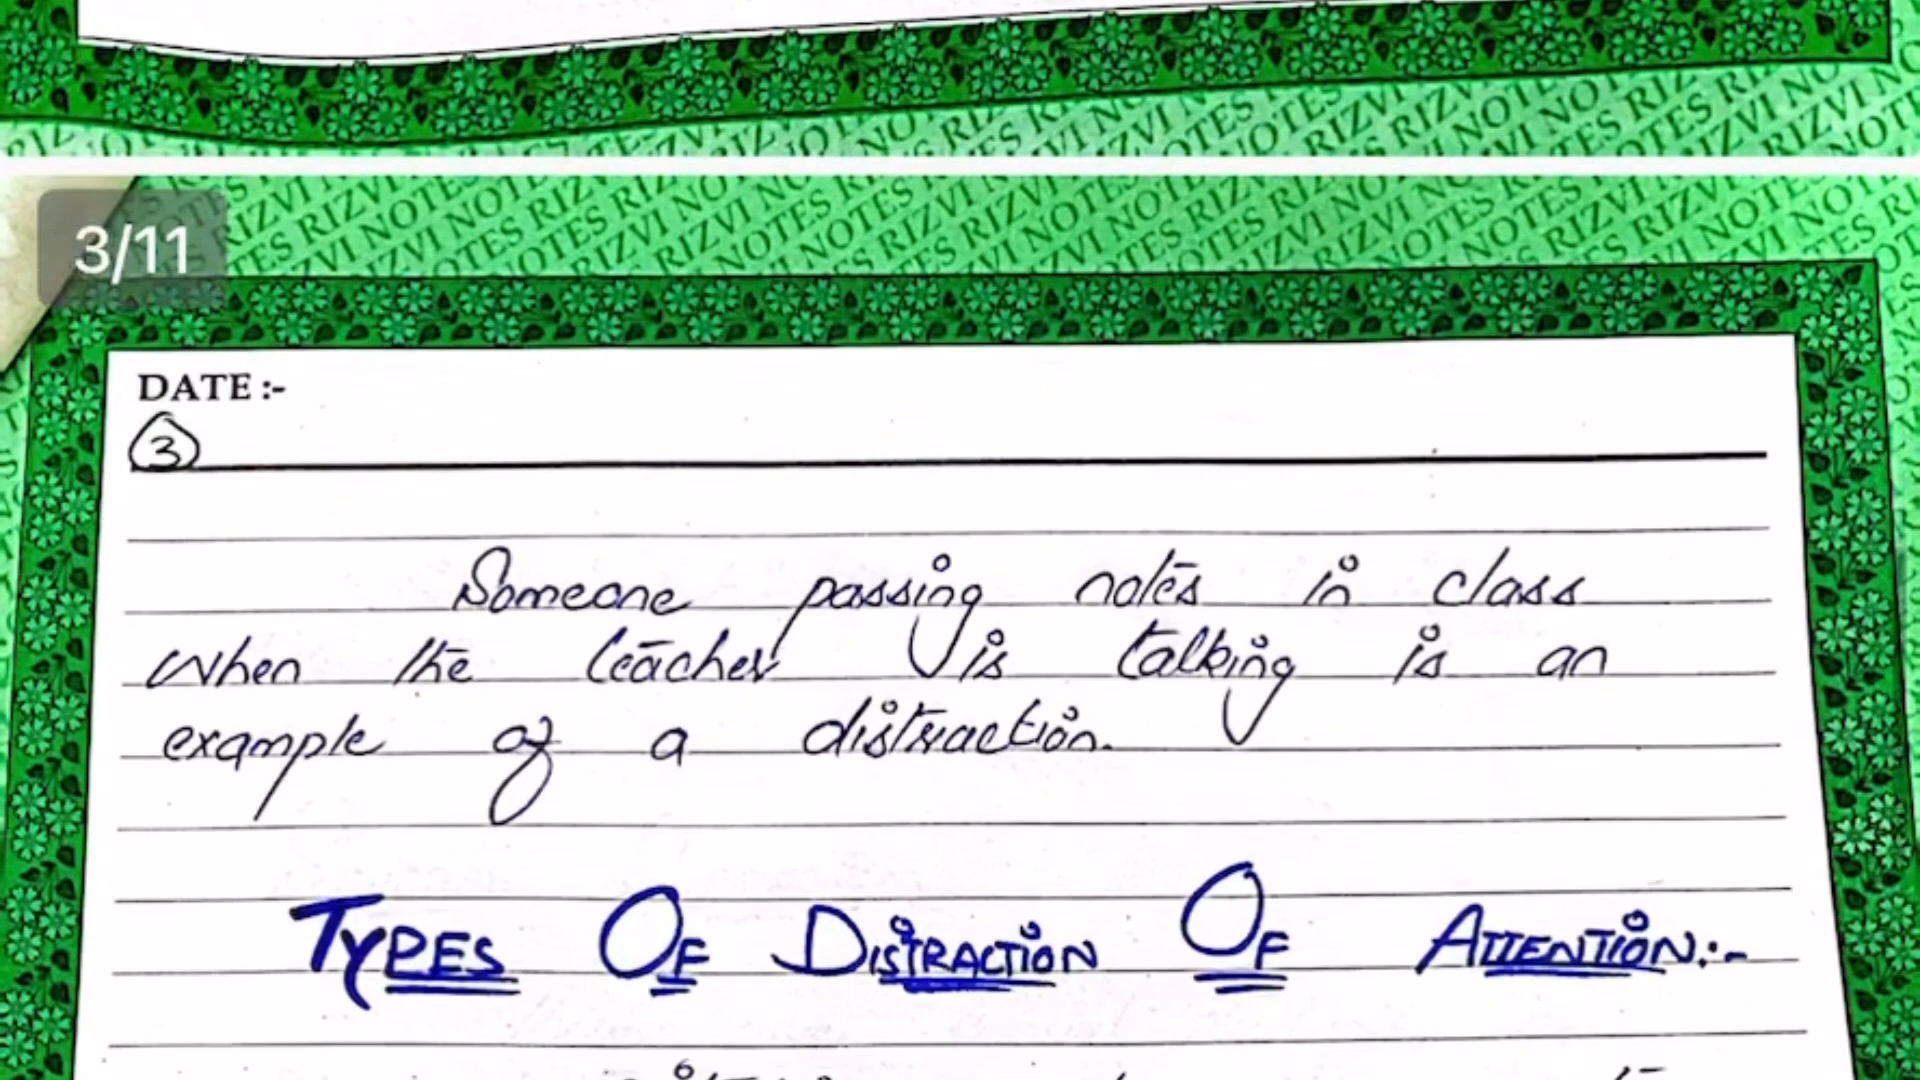 3/11
DATE :-
3
Someone passing notes in class
when the teacher is talking is an
example of a distraction.
TYPES OF DISTRACTION OF ATTENTION:-